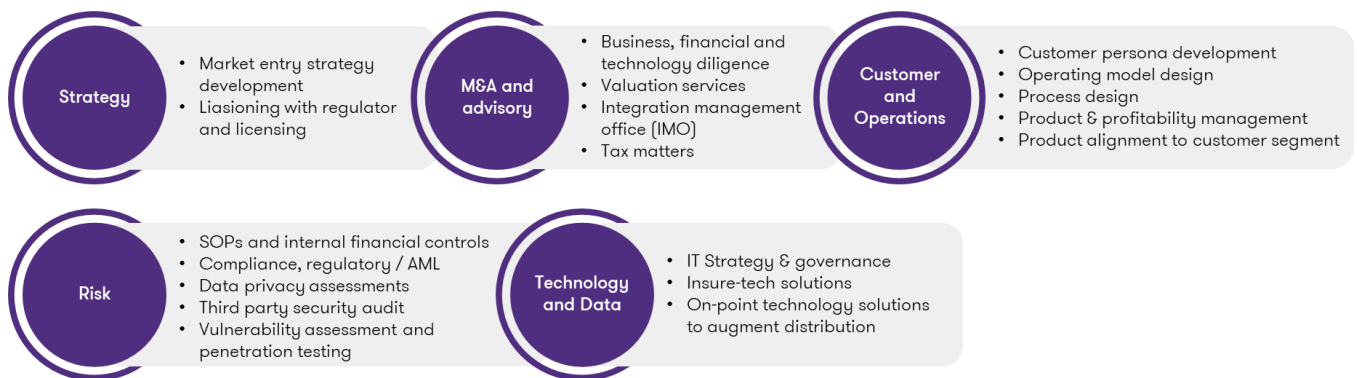 Strategy
• Market entry strategy
development
• Liasioning with regulator
and licensing
M&A and
advisory
• Business, financial and
technology diligence
• Valuation services
• Integration management
office (IMO)
• Tax matters
Customer
and
Operations
• Customer persona development
• Operating model design
• Process design
• Product & profitability management
• Product alignment to customer segment
Risk
• SOPs and internal financial controls
• Compliance, regulatory / AML
• Data privacy assessments
• Third party security audit
• Vulnerability assessment and
penetration testing
Technology
and Data
• IT Strategy & governance
• Insure-tech solutions
• On-point technology solutions
to augment distribution